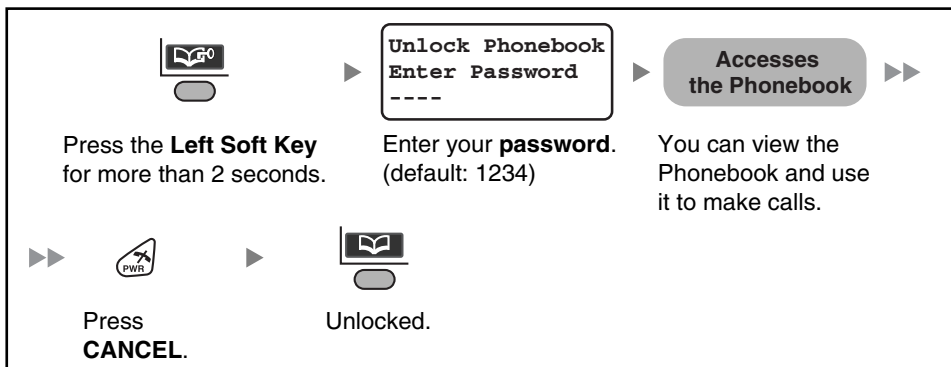 Unlock Phonebook
Enter Password
----
Accesses
the Phonebook
Press the Left Soft Key
for more than 2 seconds.
Enter your password.
(default: 1234)
You can view the
Phonebook and use
it to make calls.
PWR
Press
CANCEL.
Unlocked.